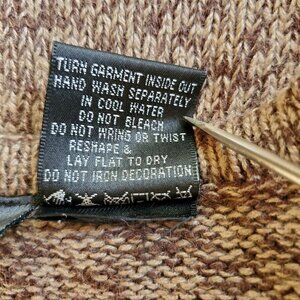 TURN GARMENT INSIDE OUT
HAND WASH SEPARATELY
IN COOL WATER
DO NOT BLEACH
DO NOT WRING OR TWIST
RESHAPE &
LAY FLAT TO DRY
DO NOT IRON DECORATION